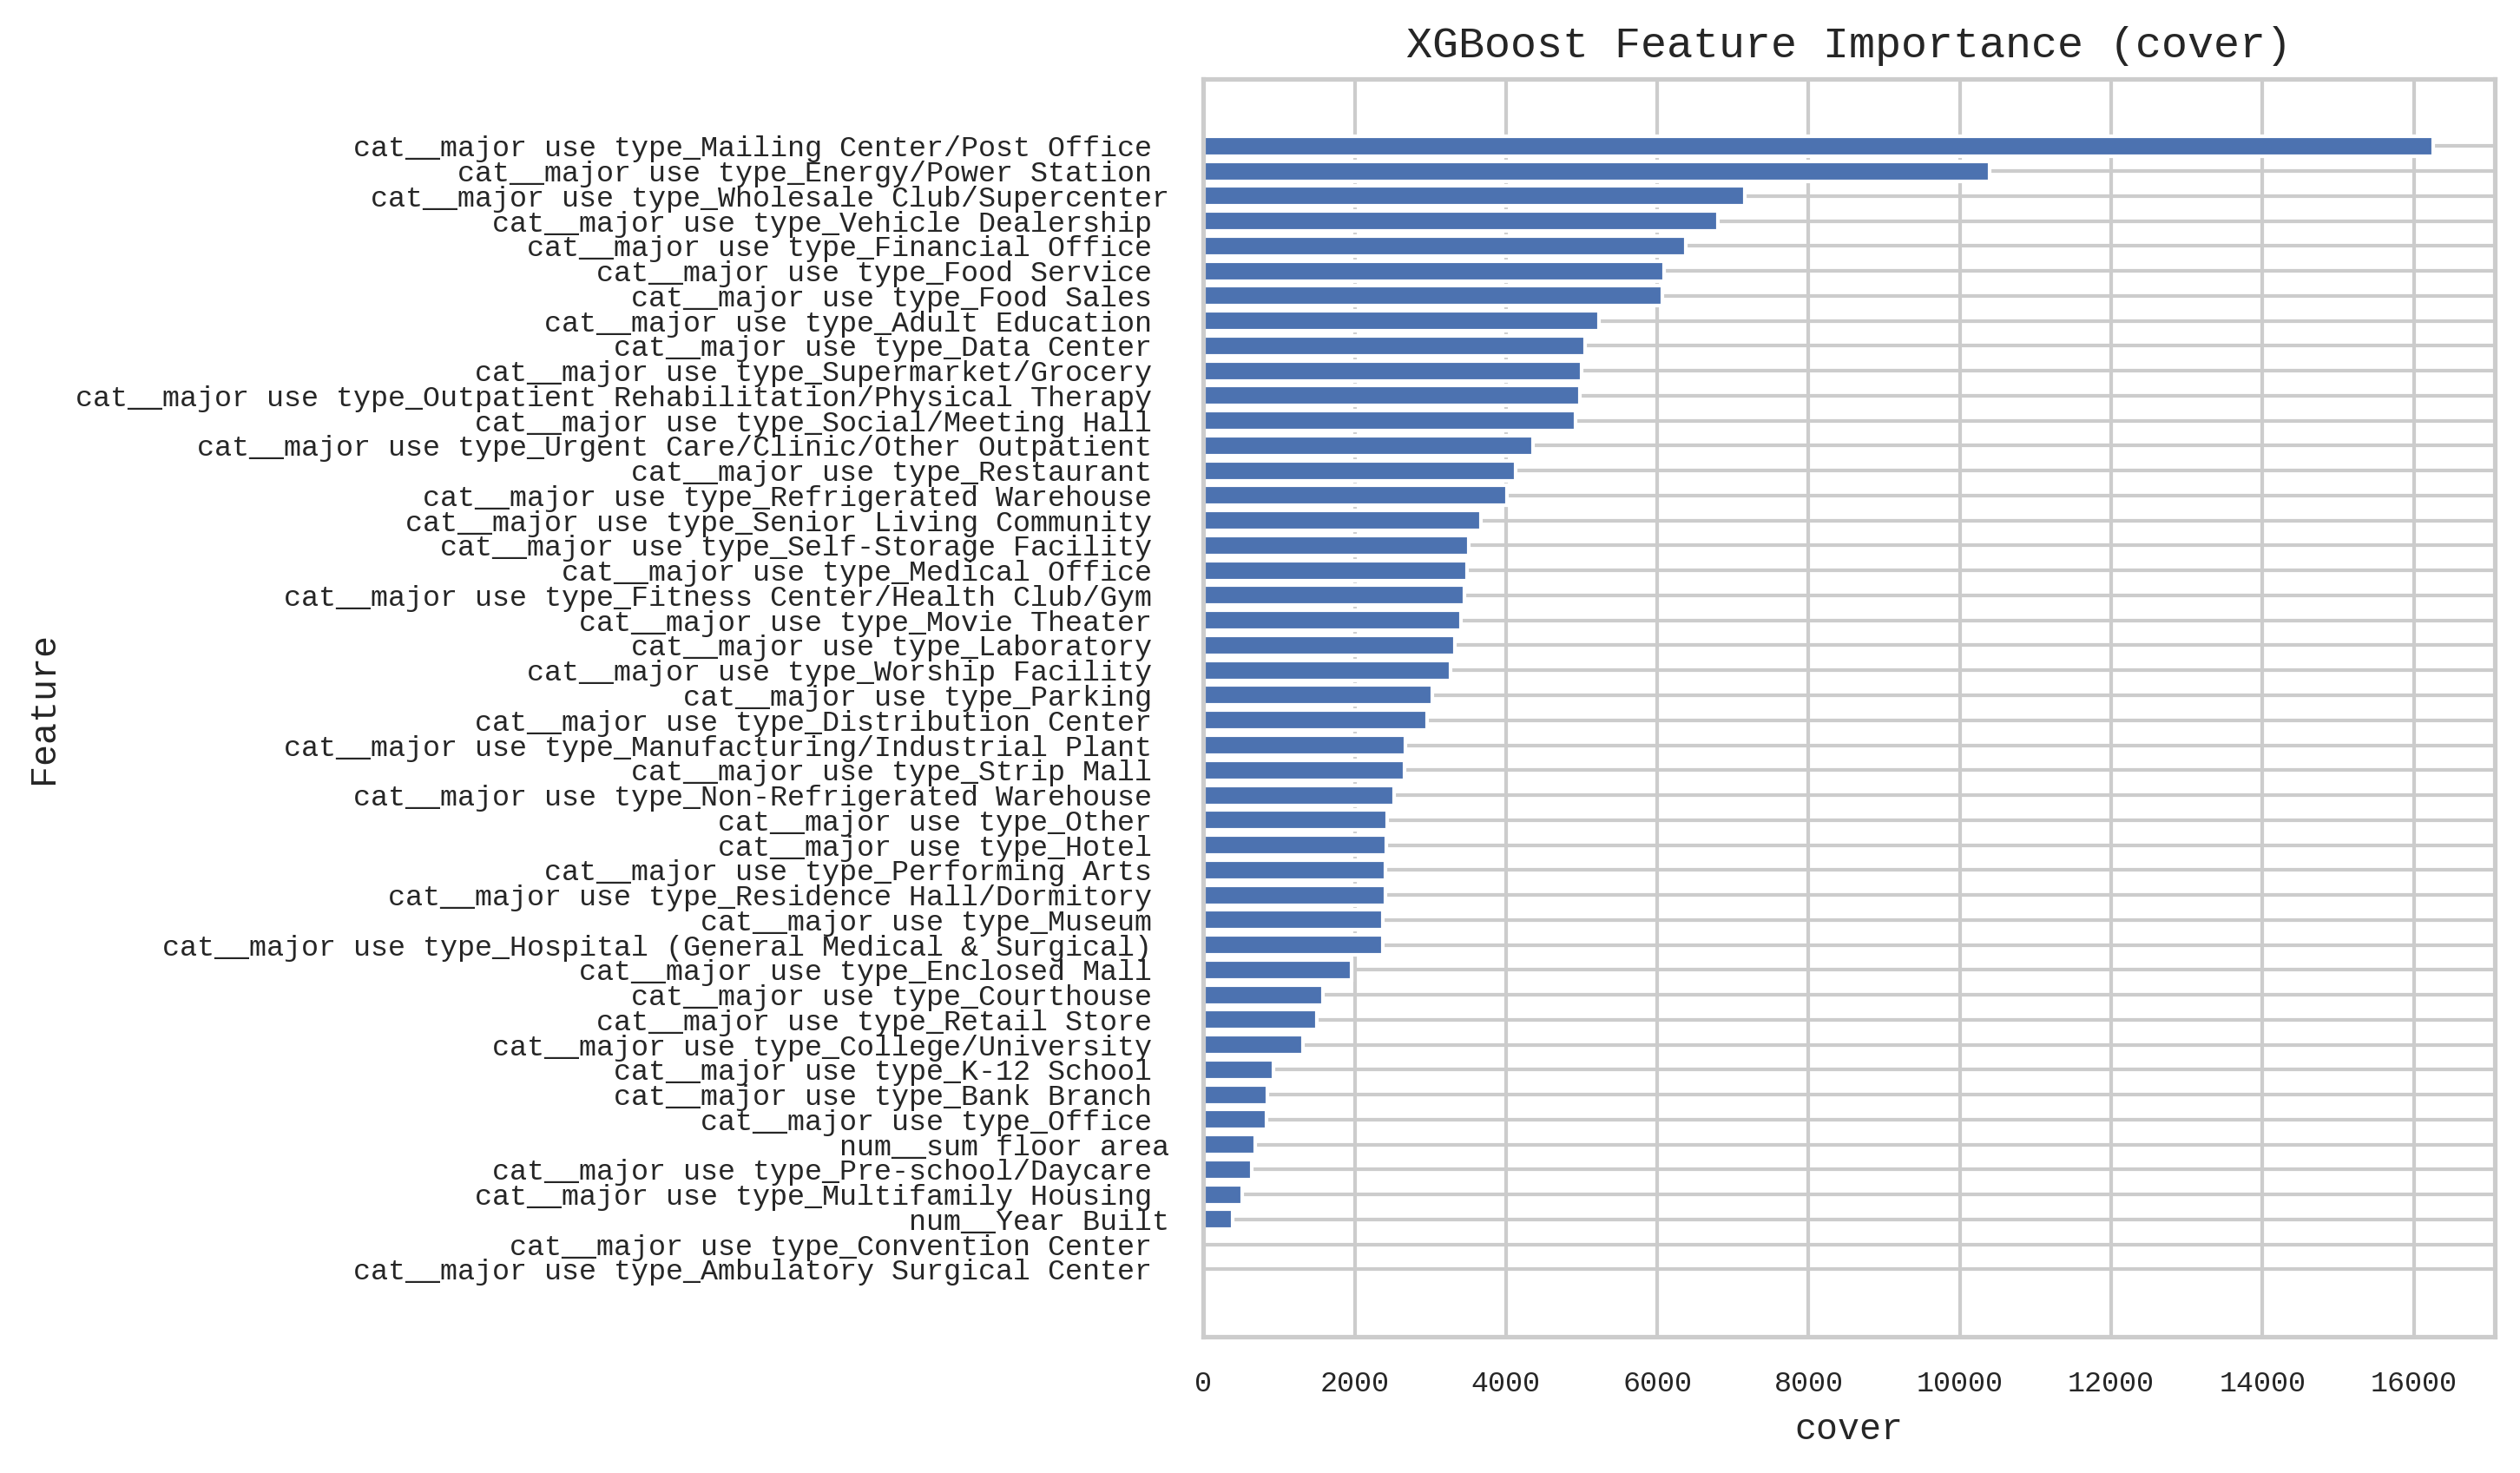 XGBoost Feature Importance (cover)
cat__major use type_Mailing Center/Post Office
cat__major use type_Energy/Power Station
cat__major use type_Wholesale Club/Supercenter
cat__major use type_Vehicle Dealership
cat__major use type_Financial Office
cat__major use type_Food Service
cat__major use type_Food Sales
cat__major use type_Adult Education
cat__major use type_Data Center
cat__major use type_Supermarket/Grocery
cat__major use type_Outpatient Rehabilitation/Physical Therapy
cat__major use type_Social/Meeting Hall
cat__major use type_Urgent Care/Clinic/Other Outpatient
cat__major use type_Restaurant
cat__major use type_Refrigerated Warehouse
cat__major use type_Senior Living Community
cat__major use type_Self-Storage Facility
cat__major use type_Medical Office
cat__major use type_Fitness Center/Health Club/Gym
cat__major use type_Movie Theater
cat__major use type_Laboratory
cat__major use type_Worship Facility
cat__major use type_Parking
cat__major use type_Distribution Center
cat__major use type_Manufacturing/Industrial Plant
cat__major use type_Strip Mall
cat__major use type_Non-Refrigerated Warehouse
cat__major use type_Other
cat__major use type_Hotel
cat__major use type_Performing Arts
cat__major use type_Residence Hall/Dormitory
cat__major use type_Museum
cat__major use type_Hospital (General Medical & Surgical)
cat__major use type_Enclosed Mall
cat__major use type_Courthouse
cat__major use type_Retail Store
cat__major use type_College/University
cat__major use type_K-12 School
cat__major use type_Bank Branch
cat__major use type_Office
num__sum floor area
cat__major use type_Pre-school/Daycare
cat__major use type_Multifamily Housing
num__Year Built
cat__major use type_Convention Center
cat__major use type_Ambulatory Surgical Center
Feature
0 2000 4000 6000 8000 10000 12000 14000 16000
cover